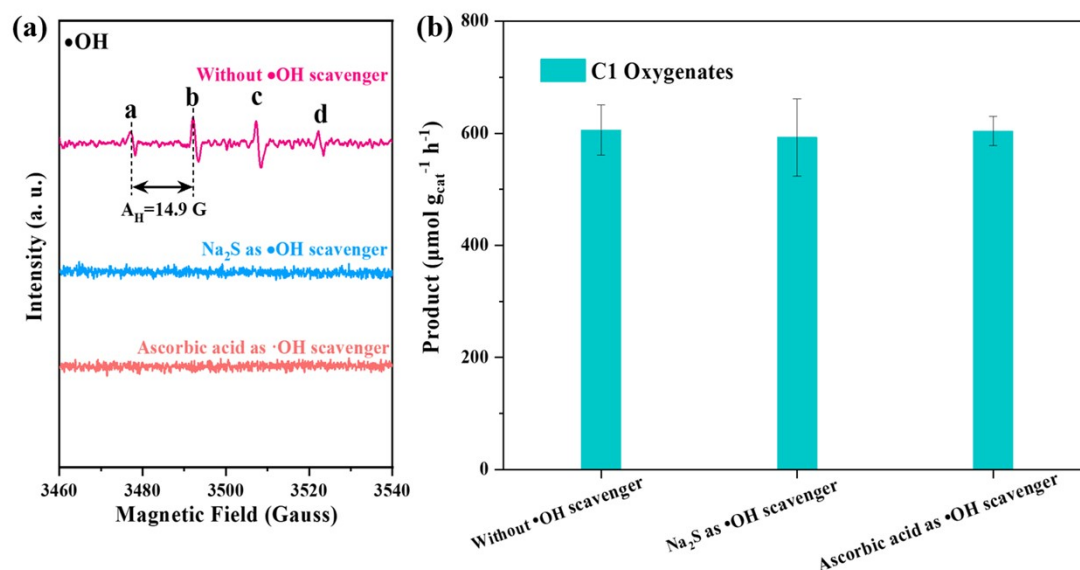 (a)
•OH
Without •OH scavenger
a
b
c
d
A_H=14.9 G
Na₂S as •OH scavenger
Ascorbic acid as ·OH scavenger
Intensity (a. u.)
3460
3480
3500
3520
3540
Magnetic Field (Gauss)
(b)
C1 Oxygenates
800
600
400
200
0
Product (μmol g_cat⁻¹ h⁻¹)
Without •OH scavenger
Na₂S as •OH scavenger
Ascorbic acid as •OH scavenger